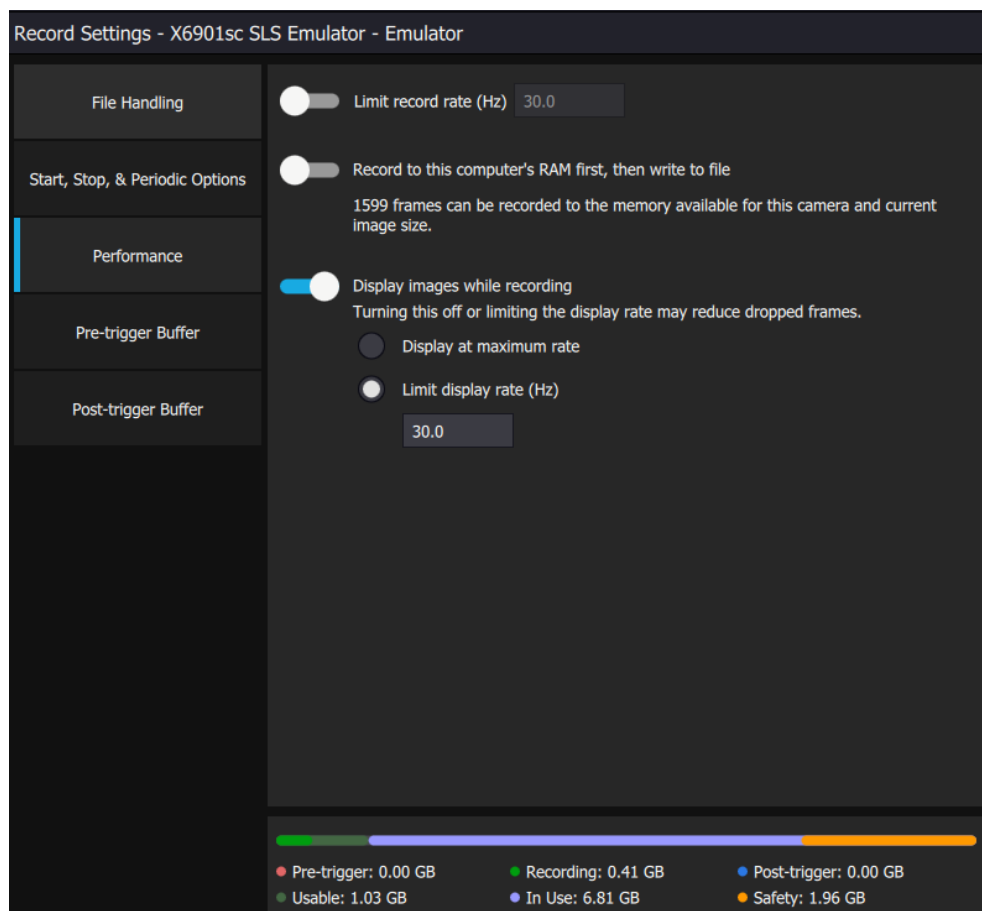 Record Settings - X6901sc SLS Emulator - Emulator
File Handling
Start, Stop, & Periodic Options
Performance
Pre-trigger Buffer
Post-trigger Buffer
Limit record rate (Hz) 30.0
Record to this computer's RAM first, then write to file
1599 frames can be recorded to the memory available for this camera and current
image size.
Display images while recording
Turning this off or limiting the display rate may reduce dropped frames.
Display at maximum rate
Limit display rate (Hz)
30.0
Pre-trigger: 0.00 GB Recording: 0.41 GB Post-trigger: 0.00 GB
Usable: 1.03 GB In Use: 6.81 GB Safety: 1.96 GB